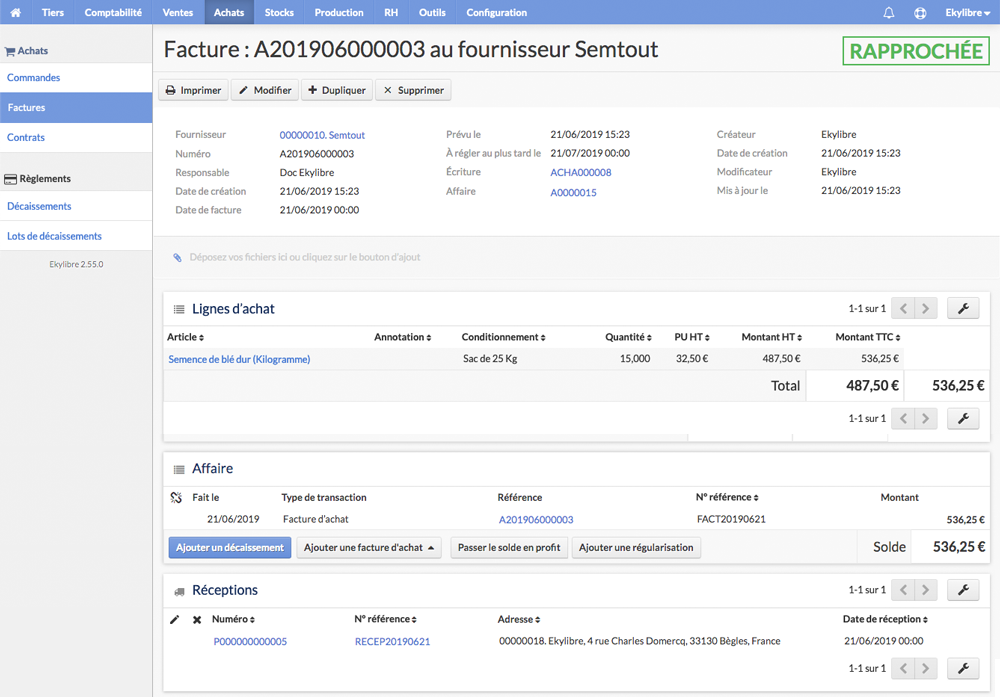 Tiers Comptabilité Ventes Achats Stocks Production RH Outils Configuration Ekylibre
Achats
Commandes
Factures
Contrats
Règlements
Décaissements
Lots de décaissements
Ekylibre 2.55.0
Facture : A201906000003 au fournisseur Semtout
RAPPROCHÉE
Imprimer Modifier Dupliquer Supprimer
Fournisseur 00000010. Semtout
Numéro A201906000003
Responsable Doc Ekylibre
Date de création 21/06/2019 15:23
Date de facture 21/06/2019 00:00
Prévu le 21/06/2019 15:23
À régler au plus tard le 21/07/2019 00:00
Écriture ACHA000008
Affaire A0000015
Créateur Ekylibre
Date de création 21/06/2019 15:23
Modificateur Ekylibre
Mis à jour le 21/06/2019 15:23
Déposez vos fichiers ici ou cliquez sur le bouton d'ajout
Lignes d'achat 1-1 sur 1
Article Annotation Conditionnement Quantité PU HT Montant HT Montant TTC
Semence de blé dur (Kilogramme) Sac de 25 Kg 15,000 32,50 € 487,50 € 536,25 €
Total 487,50 € 536,25 €
1-1 sur 1
Affaire
Fait le Type de transaction Référence N° référence Montant
21/06/2019 Facture d'achat A201906000003 FACT20190621 536,25 €
Ajouter un décaissement Ajouter une facture d'achat Passer le solde en profit Ajouter une régularisation Solde 536,25 €
Réceptions 1-1 sur 1
Numéro N° référence Adresse Date de réception
P000000000005 RECEP20190621 00000018. Ekylibre, 4 rue Charles Domercq, 33130 Bègles, France 21/06/2019 00:00
1-1 sur 1